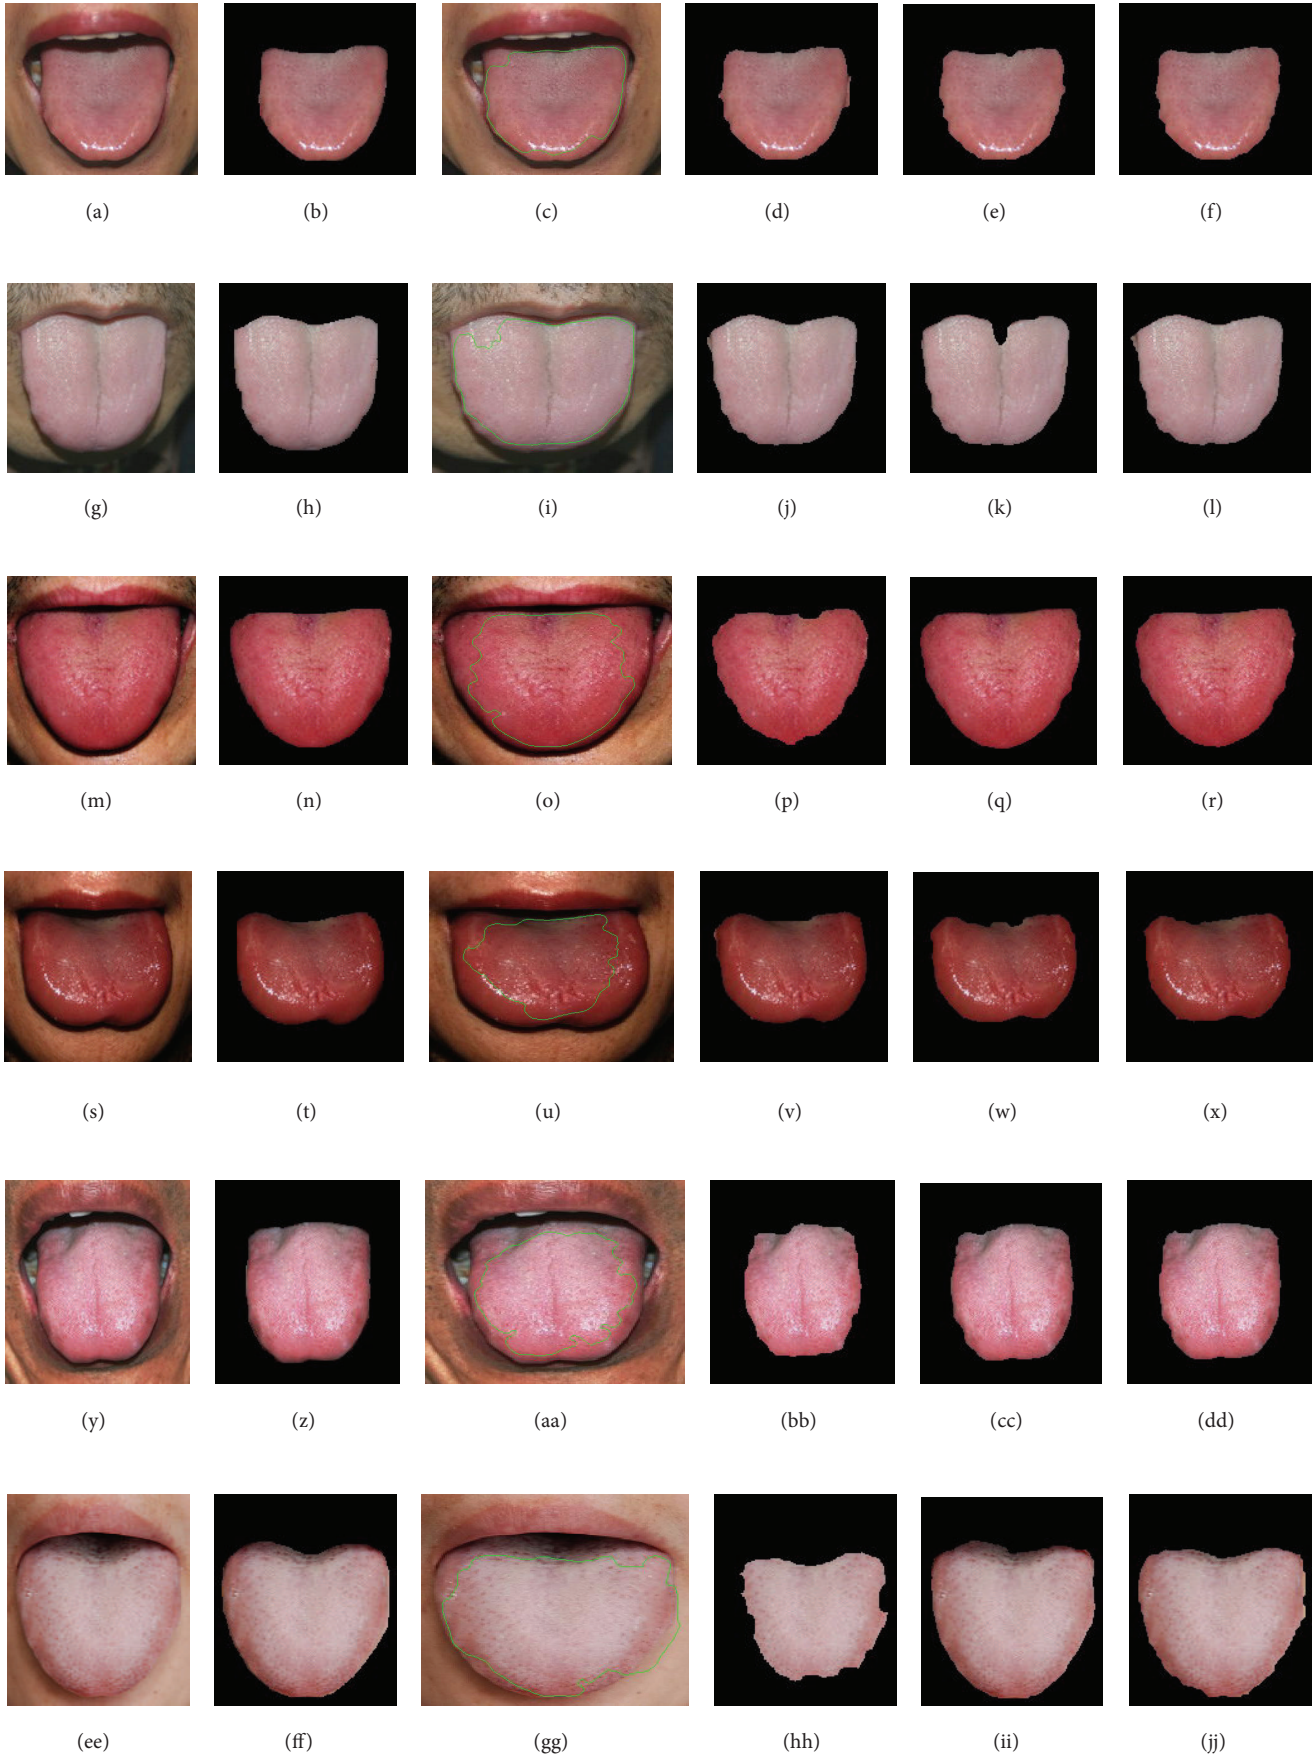 (a) (b) (c) (d) (e) (f)
(g) (h) (i) (j) (k) (l)
(m) (n) (o) (p) (q) (r)
(s) (t) (u) (v) (w) (x)
(y) (z) (aa) (bb) (cc) (dd)
(ee) (ff) (gg) (hh) (ii) (jj)